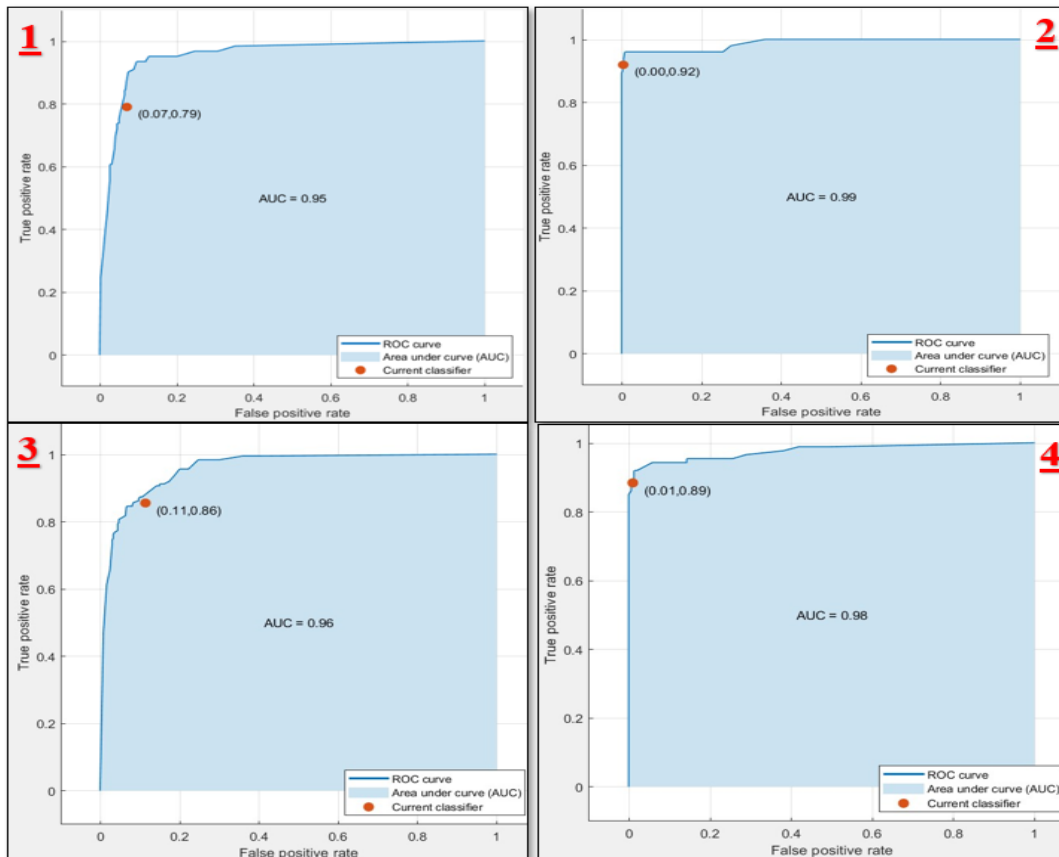 1
1
0.8
0.6
0.4
0.2
0
True positive rate
(0.07,0.79)
AUC = 0.95
ROC curve
Area under curve (AUC)
Current classifier
0 0.2 0.4 0.6 0.8 1
False positive rate
2
1
0.8
0.6
0.4
0.2
0
True positive rate
(0.00,0.92)
AUC = 0.99
ROC curve
Area under curve (AUC)
Current classifier
0 0.2 0.4 0.6 0.8 1
False positive rate
3
1
0.8
0.6
0.4
0.2
0
True positive rate
(0.11,0.86)
AUC = 0.96
ROC curve
Area under curve (AUC)
Current classifier
0 0.2 0.4 0.6 0.8 1
False positive rate
4
1
0.8
0.6
0.4
0.2
0
True positive rate
(0.01,0.89)
AUC = 0.98
ROC curve
Area under curve (AUC)
Current classifier
0 0.2 0.4 0.6 0.8 1
False positive rate